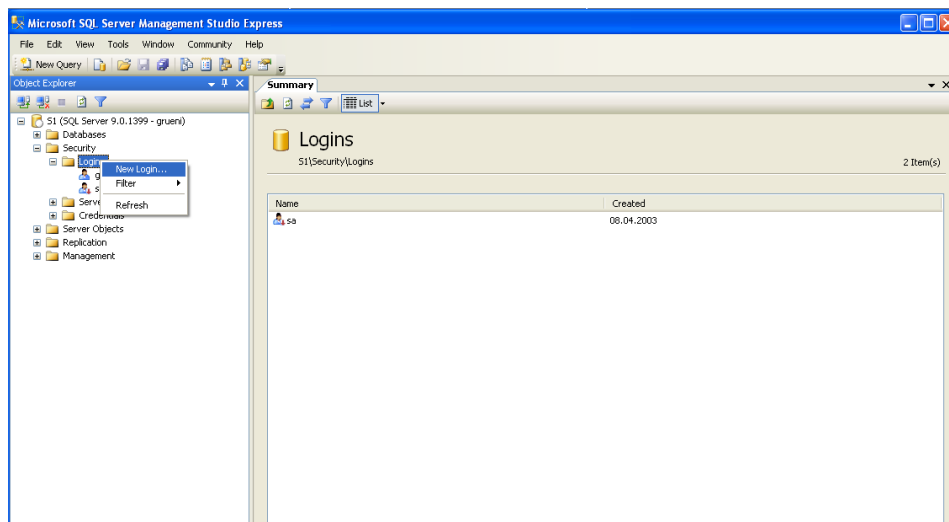 Microsoft SQL Server Management Studio Express
File Edit View Tools Window Community Help
New Query
Object Explorer
Summary
List
S1 (SQL Server 9.0.1399 - grueni)
Databases
Security
New Login...
Filter
Refresh
Server Objects
Replication
Management
Logins
S1\Security\Logins
2 Item(s)
Name Created
sa 08.04.2003